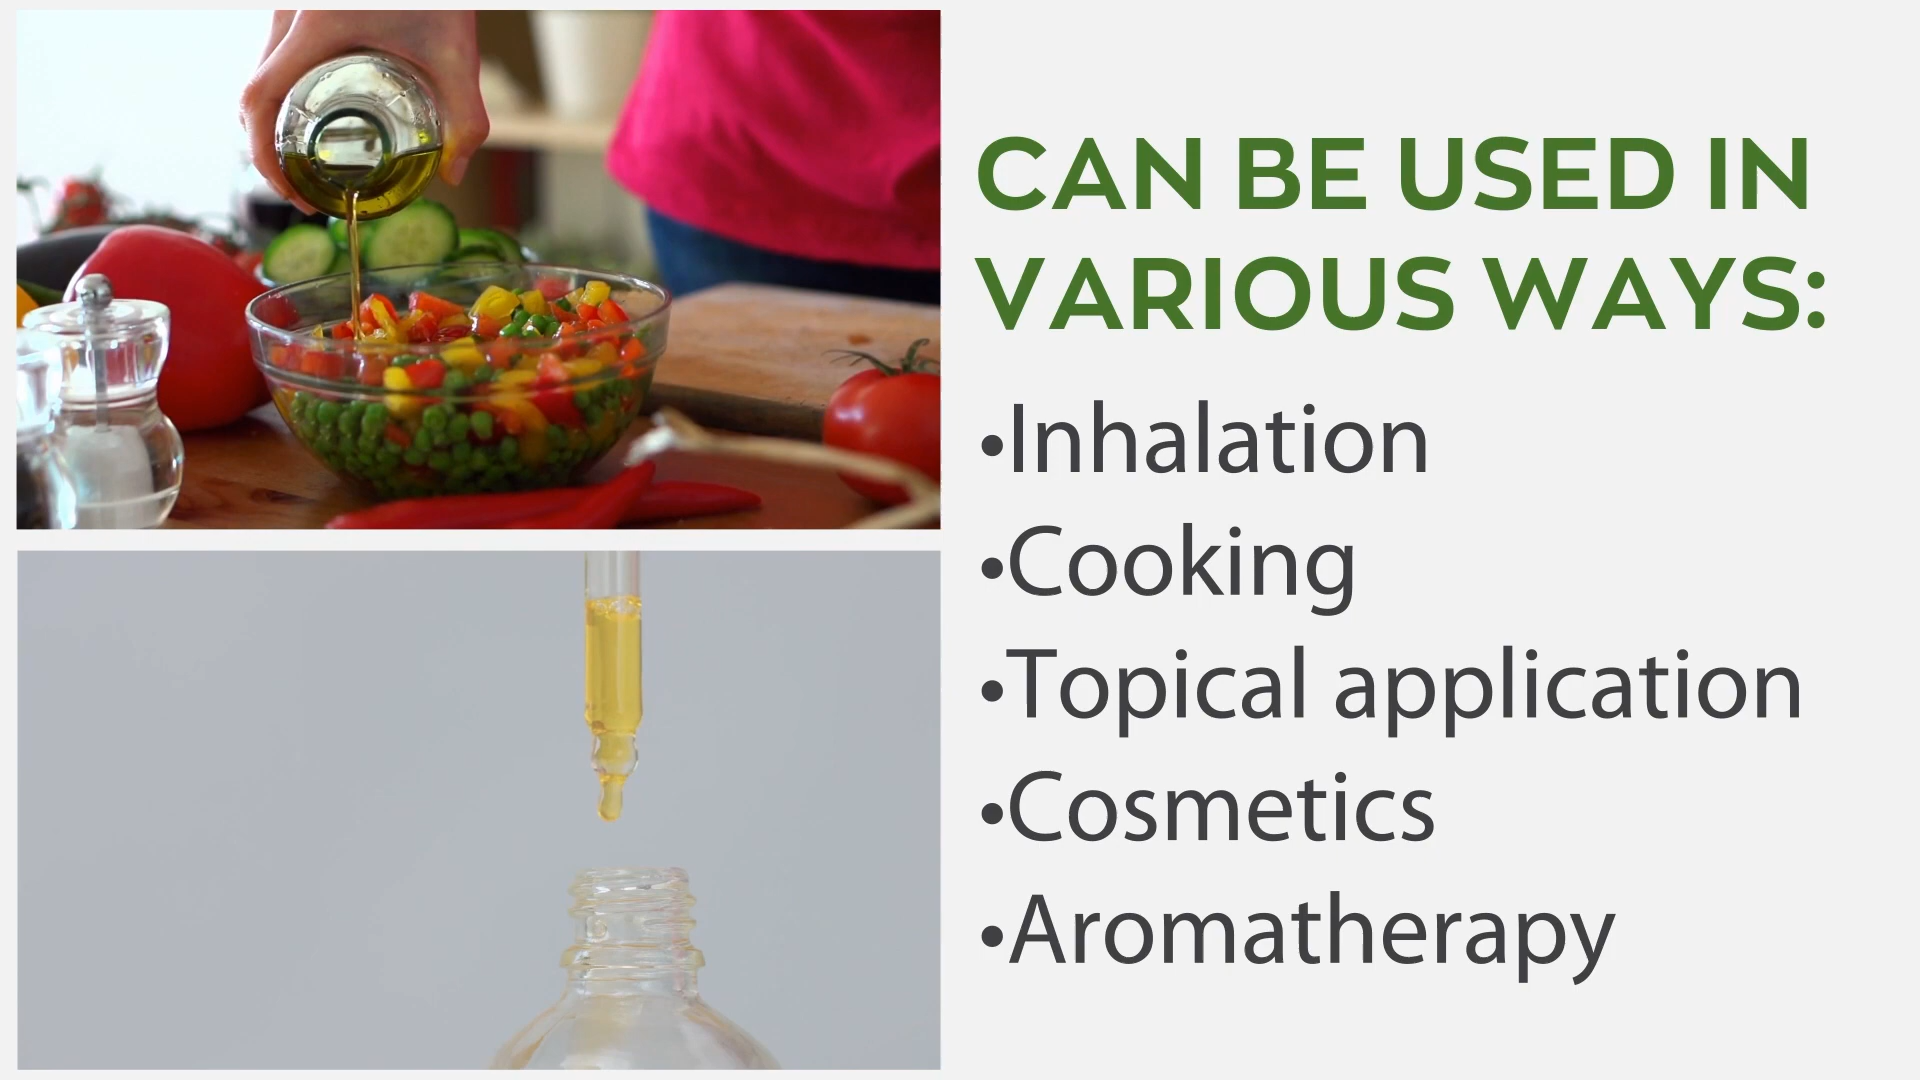 CAN BE USED IN
VARIOUS WAYS:
•Inhalation
•Cooking
•Topical application
•Cosmetics
•Aromatherapy